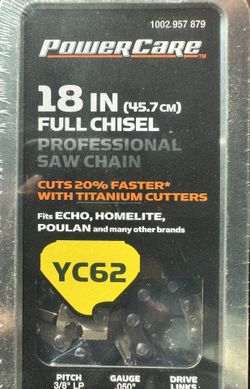 1002 957 879
POWERCARE™
18 IN (45.7 CM)
FULL CHISEL
PROFESSIONAL
SAW CHAIN
CUTS 20% FASTER*
WITH TITANIUM CUTTERS
Fits ECHO, HOMELITE,
POULAN and many other brands
YC62
PITCH GAUGE DRIVE
3/8" LP .050" LINKS